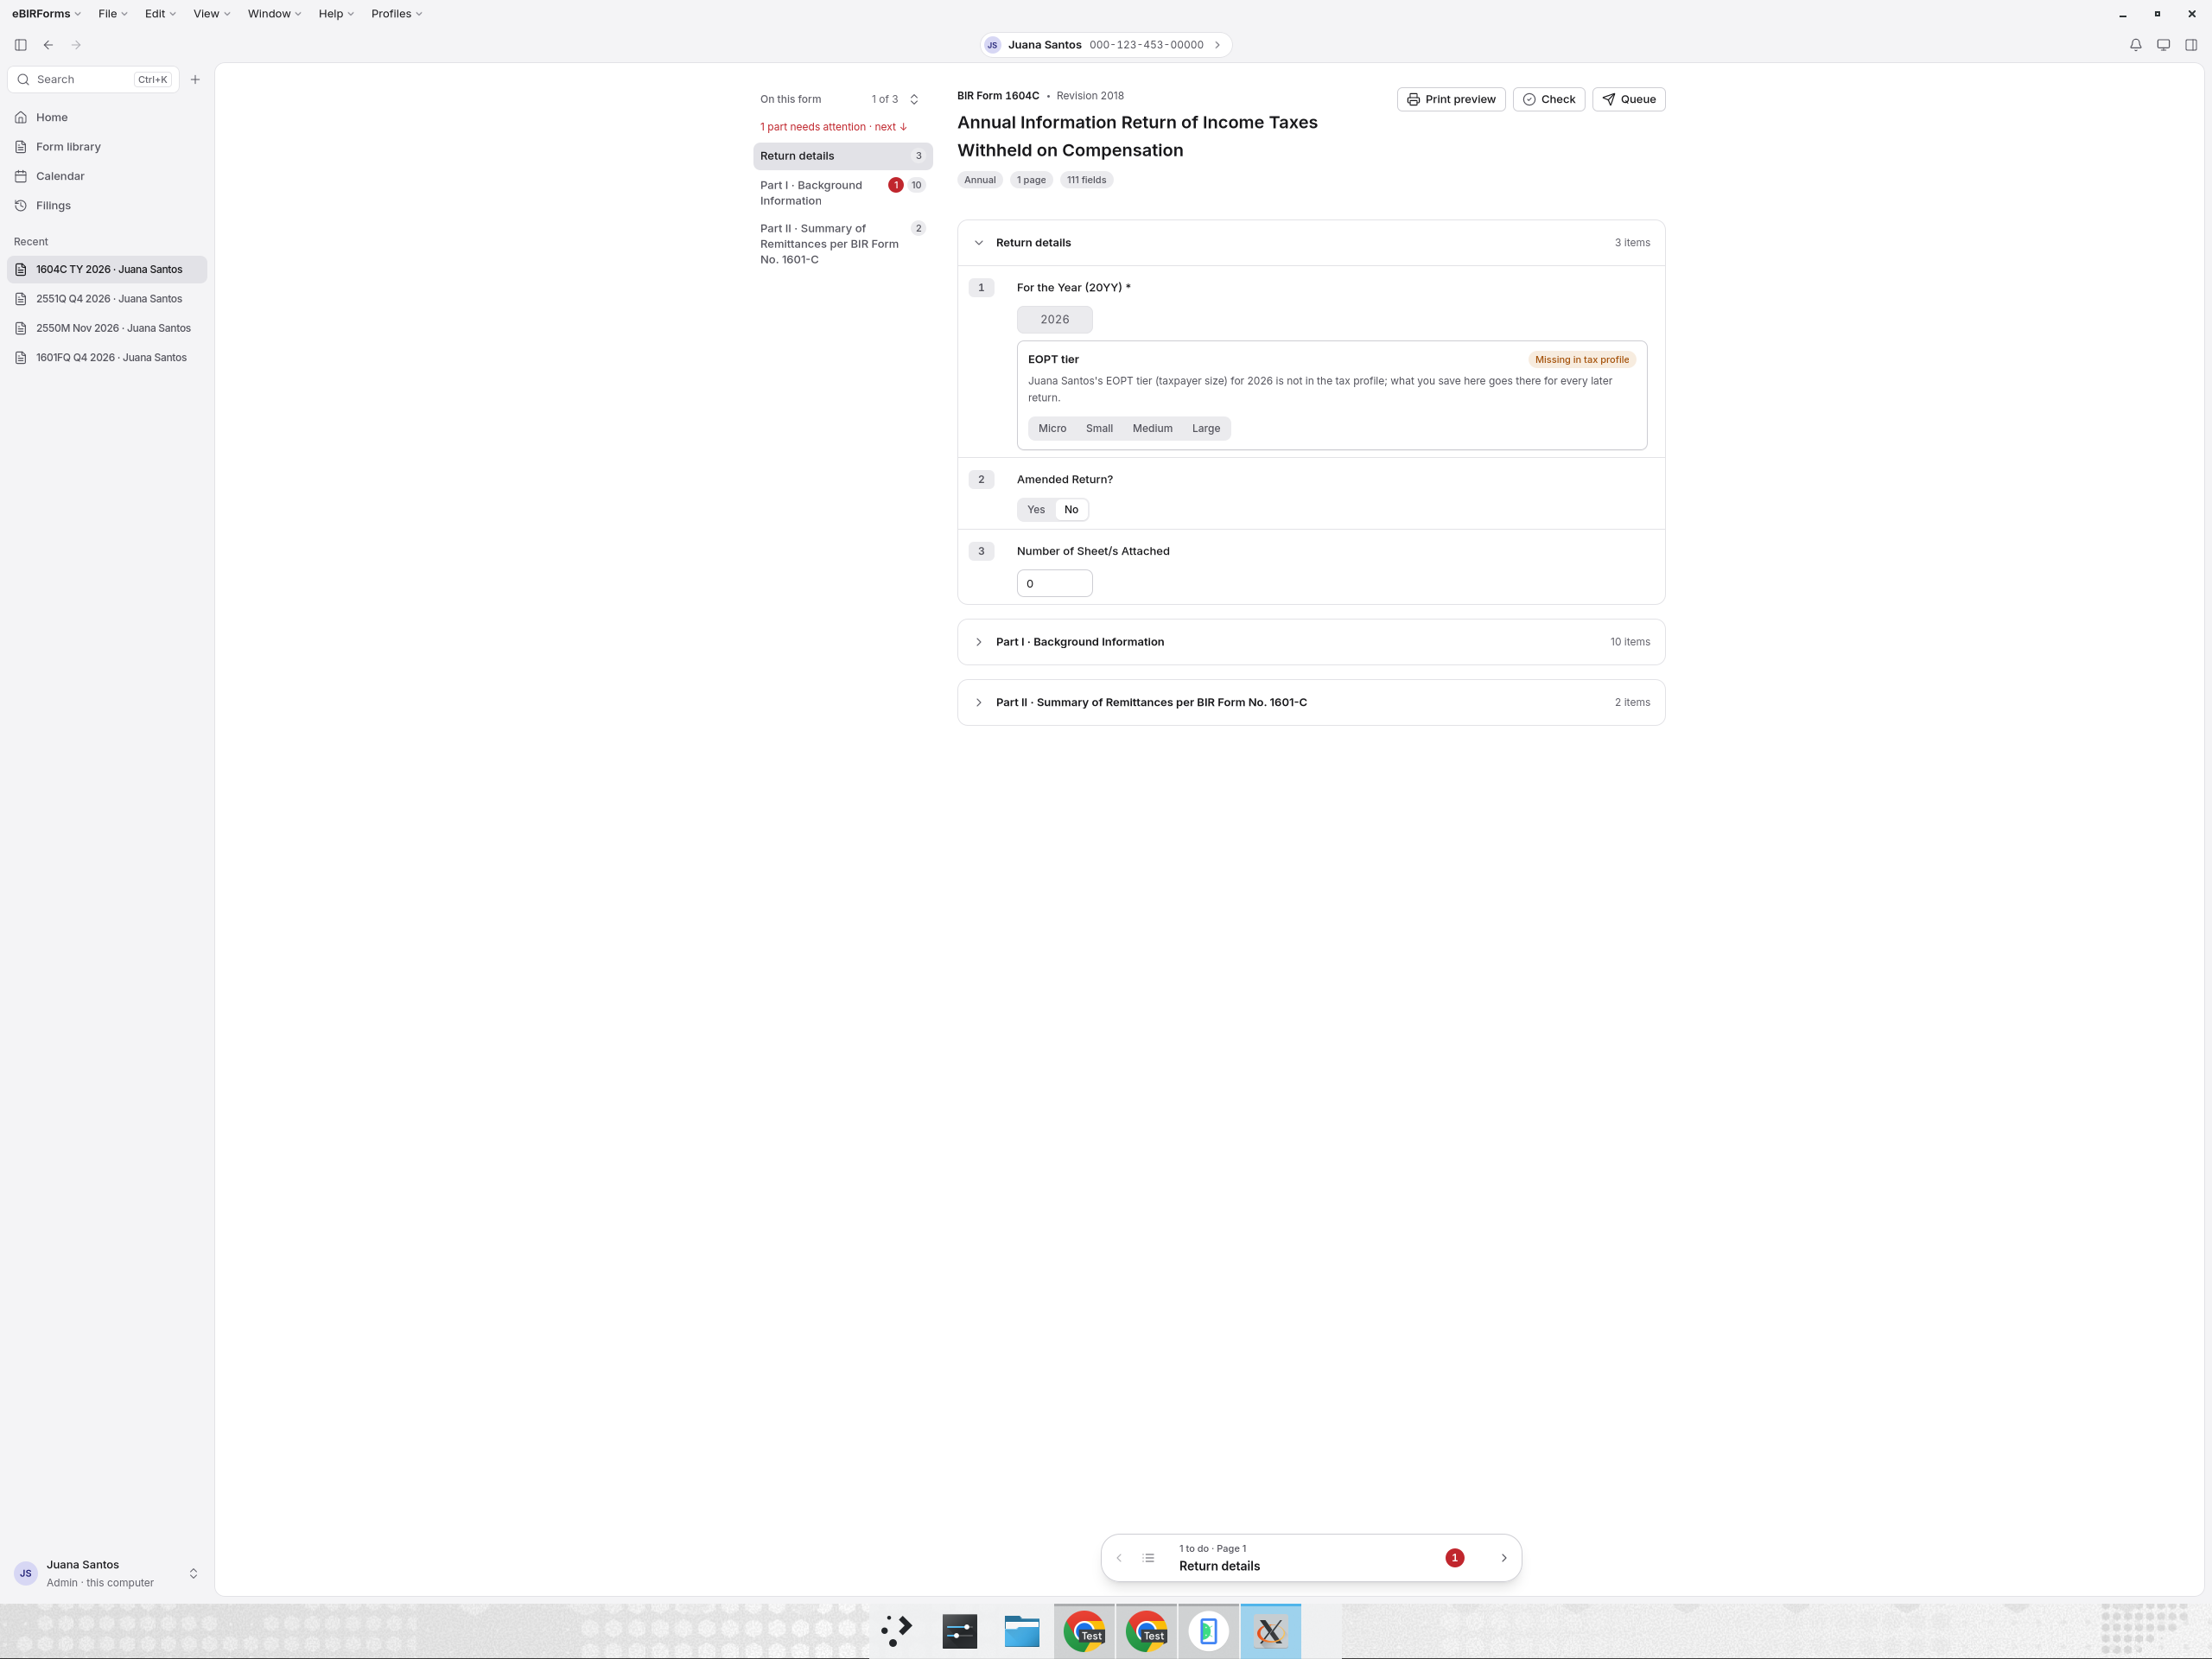 eBIRForms File Edit View Window Help Profiles
JS Juana Santos 000-123-453-00000
Search Ctrl+K
Home
Form library
Calendar
Filings
Recent
1604C TY 2026 · Juana Santos
2551Q Q4 2026 · Juana Santos
2550M Nov 2026 · Juana Santos
1601FQ Q4 2026 · Juana Santos
On this form 1 of 3
1 part needs attention · next ↓
Return details 3
Part I · Background 1 10
Information
Part II · Summary of 2
Remittances per BIR Form
No. 1601-C
BIR Form 1604C • Revision 2018
Print preview Check Queue
Annual Information Return of Income Taxes
Withheld on Compensation
Annual 1 page 111 fields
Return details 3 items
1 For the Year (20YY) *
2026
EOPT tier Missing in tax profile
Juana Santos's EOPT tier (taxpayer size) for 2026 is not in the tax profile; what you save here goes there for every later
return.
Micro Small Medium Large
2 Amended Return?
Yes No
3 Number of Sheet/s Attached
0
Part I · Background Information 10 items
Part II · Summary of Remittances per BIR Form No. 1601-C 2 items
1 to do · Page 1
Return details 1
JS Juana Santos
Admin · this computer
Test Test